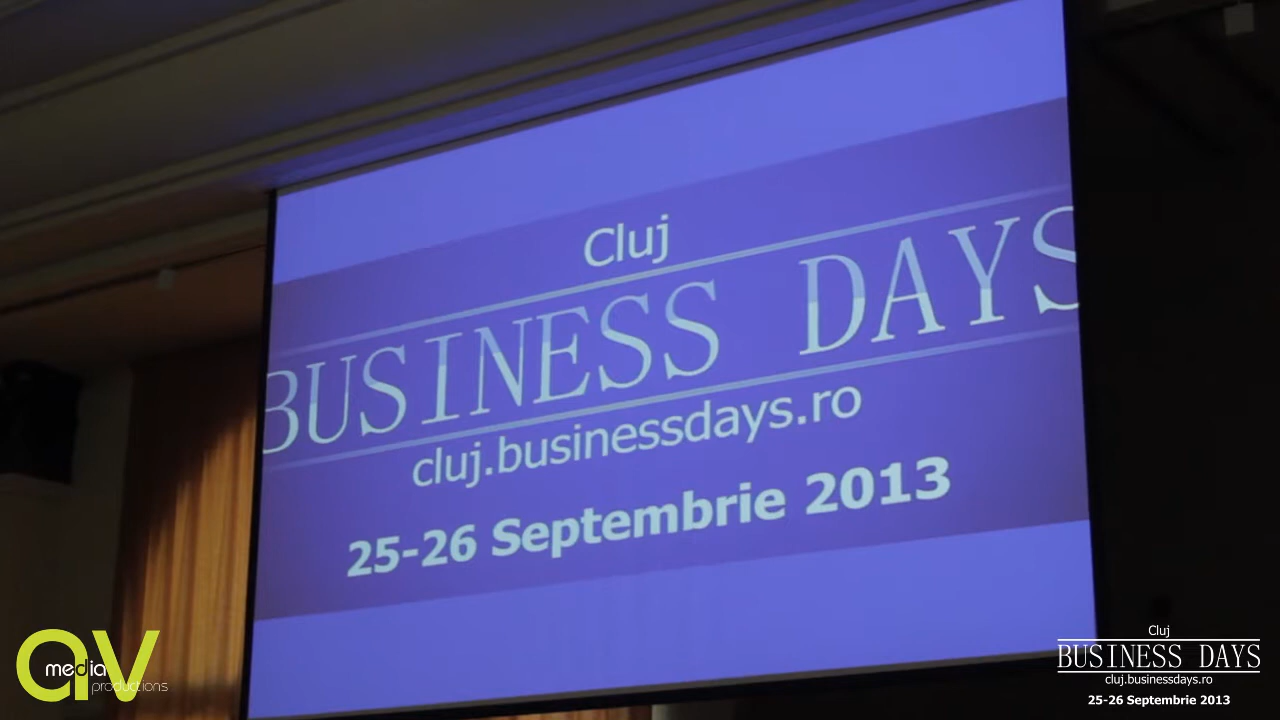 Cluj
BUSINESS DAYS
cluj.businessdays.ro
25-26 Septembrie 2013
av
media
productions
Cluj
BUSINESS DAYS
cluj.businessdays.ro
25-26 Septembrie 2013